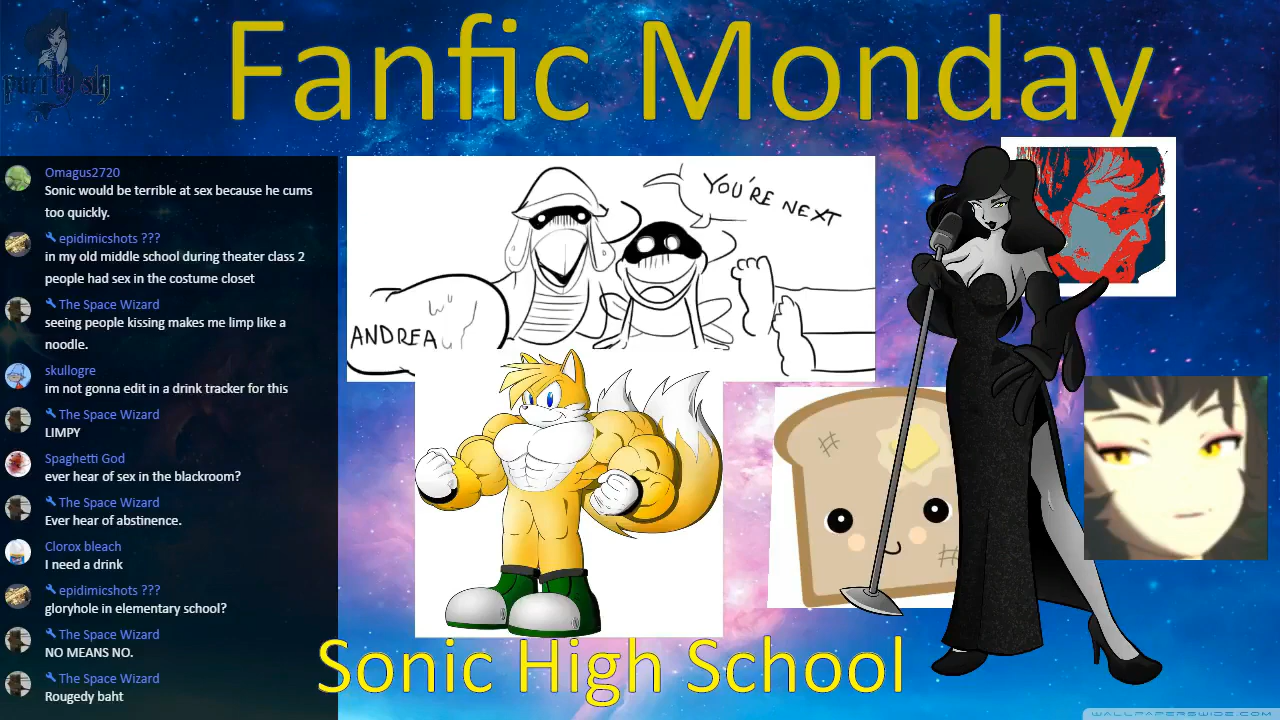 Fanfic Monday
purity sin
Omagus2720
Sonic would be terrible at sex because he cums
too quickly.
epidimicshots ???
in my old middle school during theater class 2
people had sex in the costume closet
The Space Wizard
seeing people kissing makes me limp like a
noodle.
skullogre
im not gonna edit in a drink tracker for this
The Space Wizard
LIMPY
Spaghetti God
ever hear of sex in the blackroom?
The Space Wizard
Ever hear of abstinence.
Clorox bleach
I need a drink
epidimicshots ???
gloryhole in elementary school?
The Space Wizard
NO MEANS NO.
The Space Wizard
Rougedy baht
YOU'RE NEXT
ANDREA
Sonic High School
WALLPAPERSWIDE.COM